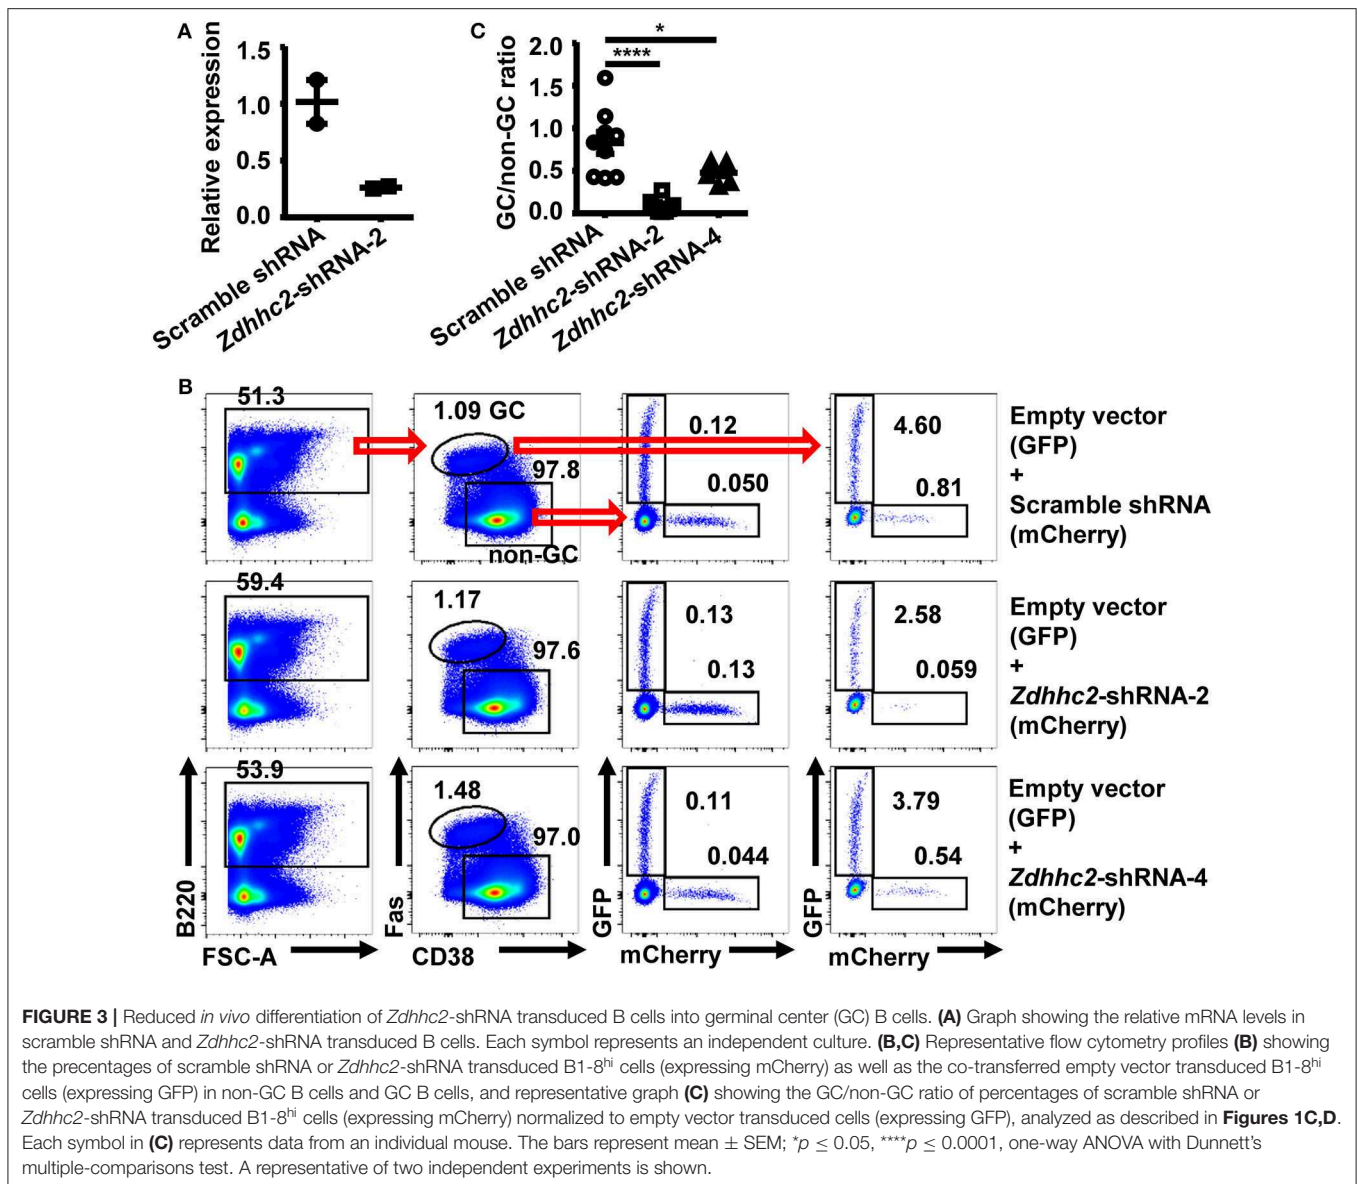 A
Relative expression
1.5
1.0
0.5
0.0
Scramble shRNA
Zdhhc2-shRNA-2
C
GC/non-GC ratio
2.0
1.5
1.0
0.5
0.0
*
****
Scramble shRNA
Zdhhc2-shRNA-2
Zdhhc2-shRNA-4
B
51.3
1.09 GC
97.8
non-GC
0.12
0.050
4.60
0.81
Empty vector
(GFP)
+
Scramble shRNA
(mCherry)
59.4
1.17
97.6
0.13
0.13
2.58
0.059
Empty vector
(GFP)
+
Zdhhc2-shRNA-2
(mCherry)
53.9
1.48
97.0
0.11
0.044
3.79
0.54
Empty vector
(GFP)
+
Zdhhc2-shRNA-4
(mCherry)
B220
FSC-A
Fas
CD38
GFP
mCherry
GFP
mCherry
FIGURE 3 | Reduced in vivo differentiation of Zdhhc2-shRNA transduced B cells into germinal center (GC) B cells. (A) Graph showing the relative mRNA levels in
scramble shRNA and Zdhhc2-shRNA transduced B cells. Each symbol represents an independent culture. (B,C) Representative flow cytometry profiles (B) showing
the precentages of scramble shRNA or Zdhhc2-shRNA transduced B1-8hi cells (expressing mCherry) as well as the co-transferred empty vector transduced B1-8hi
cells (expressing GFP) in non-GC B cells and GC B cells, and representative graph (C) showing the GC/non-GC ratio of percentages of scramble shRNA or
Zdhhc2-shRNA transduced B1-8hi cells (expressing mCherry) normalized to empty vector transduced cells (expressing GFP), analyzed as described in Figures 1C,D.
Each symbol in (C) represents data from an individual mouse. The bars represent mean ± SEM; *p ≤ 0.05, ****p ≤ 0.0001, one-way ANOVA with Dunnett's
multiple-comparisons test. A representative of two independent experiments is shown.